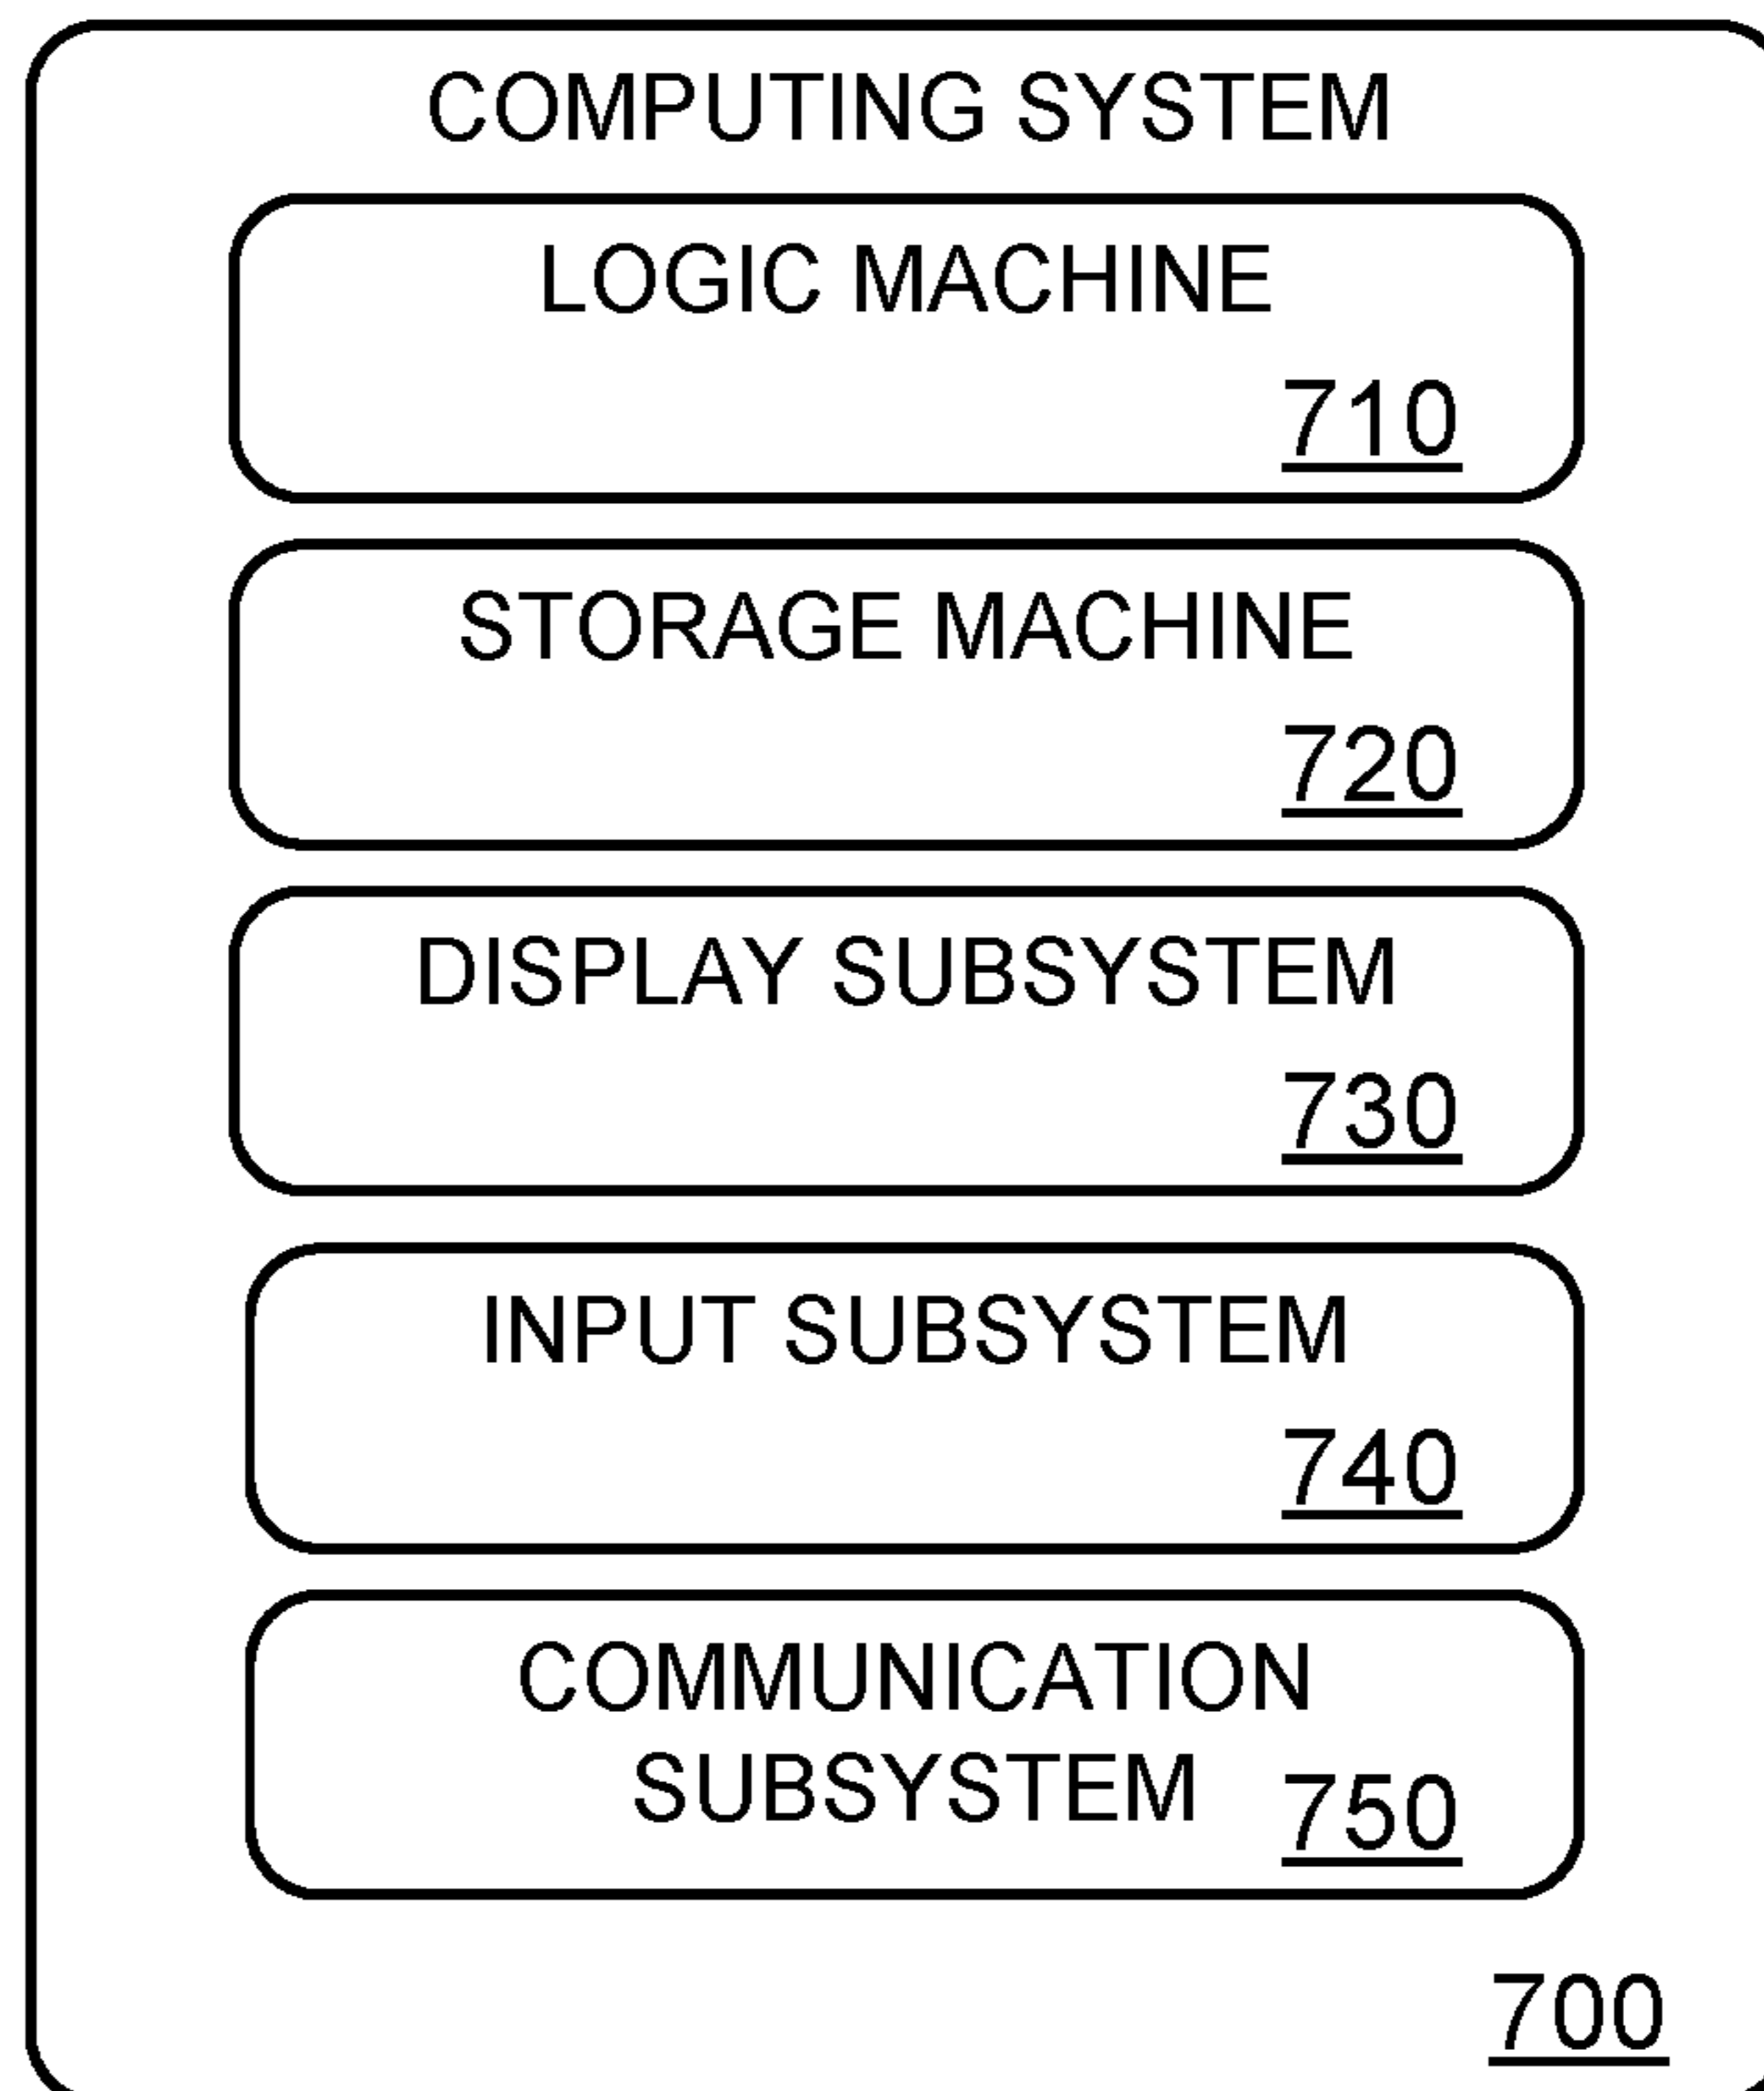 COMPUTING SYSTEM
LOGIC MACHINE
710
STORAGE MACHINE
720
DISPLAY SUBSYSTEM
730
INPUT SUBSYSTEM
740
COMMUNICATION
SUBSYSTEM 750
700